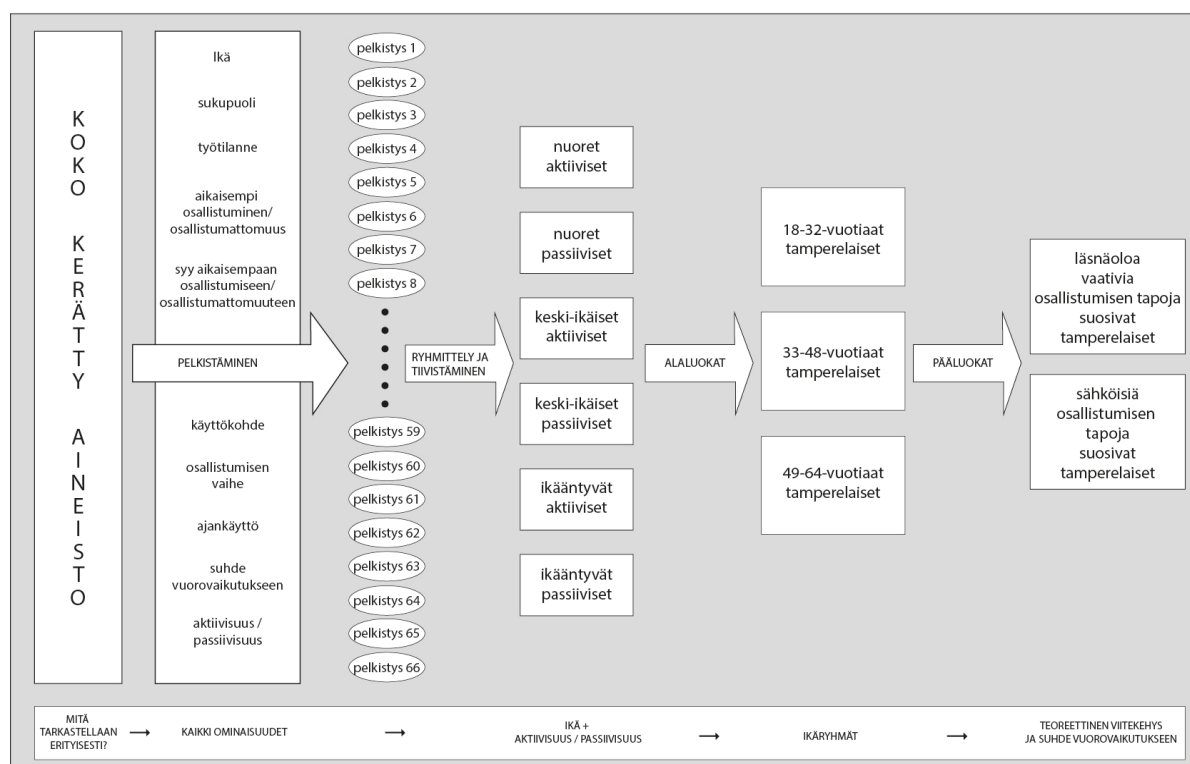 KOKO KERÄTTY AINEISTO
Ikä
sukupuoli
työtilanne
aikaisempi
osallistuminen/
osallistumattomuus
syy aikaisempaan
osallistumiseen/
osallistumattomuuteen
PELKISTÄMINEN
käyttökohde
osallistumisen
vaihe
ajankäyttö
suhde
vuorovaikutukseen
aktiivisuus /
passiivisuus
pelkistys 1
pelkistys 2
pelkistys 3
pelkistys 4
pelkistys 5
pelkistys 6
pelkistys 7
pelkistys 8
pelkistys 59
pelkistys 60
pelkistys 61
pelkistys 62
pelkistys 63
pelkistys 64
pelkistys 65
pelkistys 66
RYHMITTELY JA
TIIVISTÄMINEN
nuoret
aktiiviset
nuoret
passiiviset
keski-ikäiset
aktiiviset
keski-ikäiset
passiiviset
ikääntyvät
aktiiviset
ikääntyvät
passiiviset
ALALUOKAT
18-32-vuotiaat
tamperelaiset
33-48-vuotiaat
tamperelaiset
49-64-vuotiaat
tamperelaiset
PÄÄLUOKAT
läsnäoloa
vaativia
osallistumisen tapoja
suosivat
tamperelaiset
sähköisiä
osallistumisen
tapoja
suosivat
tamperelaiset
MITÄ
TARKASTELLAAN
ERITYISESTI?
KAIKKI OMINAISUUDET
IKÄ +
AKTIIVISUUS / PASSIIVISUUS
IKÄRYHMÄT
TEOREETTINEN VIITEKEHYS
JA SUHDE VUOROVAIKUTUKSEEN